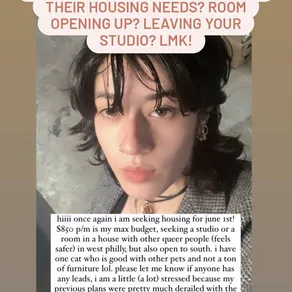 THEIR HOUSING NEEDS? ROOM
OPENING UP? LEAVING YOUR
STUDIO? LMK!
hiiii once again i am seeking housing for june 1st!
$850 p/m is my max budget, seeking a studio or a
room in a house with other queer people (feels
safer) in west philly, but also open to south. i have
one cat who is good with other pets and not a ton
of furniture lol. please let me know if anyone has
any leads, i am a little (a lot) stressed because my
previous plans were pretty much derailed with the